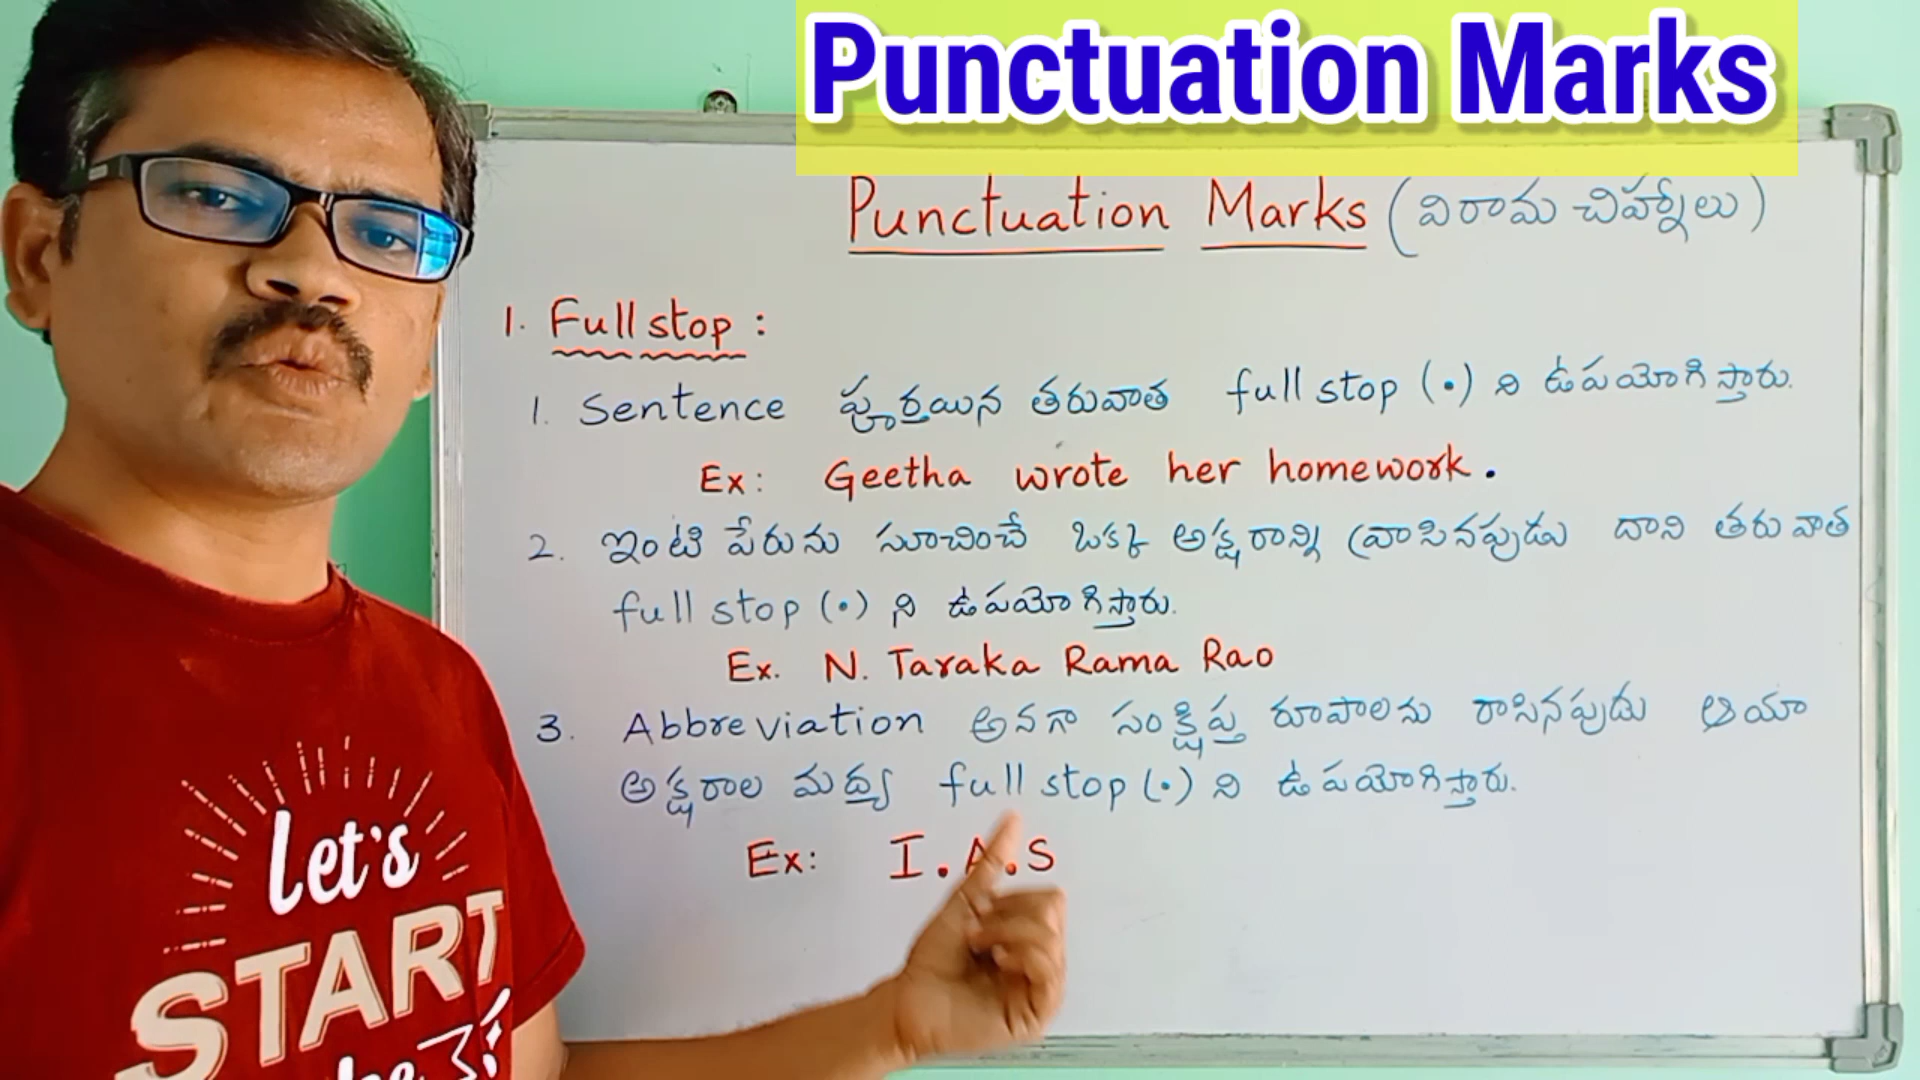 Punctuation Marks
Punctuation Marks (విరామ చిహ్నాలు)
1. Full stop :
1. Sentence పూర్తయిన తరువాత full stop (.) ని ఉపయోగిస్తారు.
Ex: Geetha wrote her homework.
2. ఇంటి పేరును సూచించే ఒక్క అక్షరాన్ని వ్రాసినపుడు దాని తరువాత
full stop (.) ని ఉపయోగిస్తారు.
Ex. N. Taraka Rama Rao
3. Abbreviation అనగా సంక్షిప్త రూపాలను రాసినపుడు ఆయా
అక్షరాల మధ్య full stop (.) ని ఉపయోగిస్తారు.
Ex: I.A.S
Let's
START